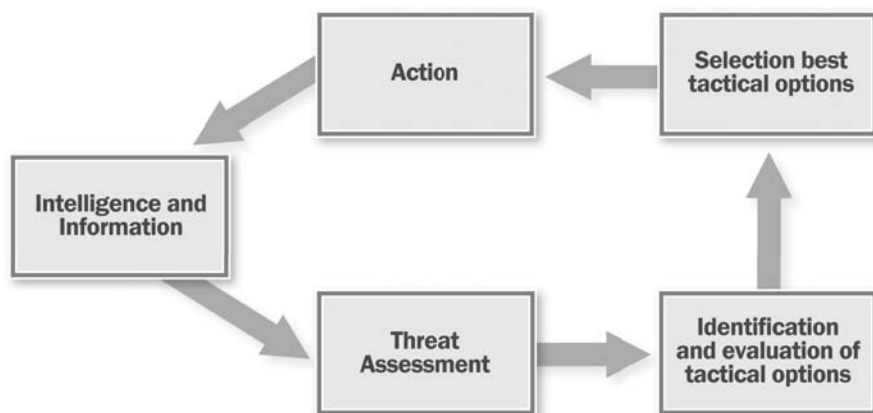 Action
Selection best
tactical options
Intelligence and
Information
Threat
Assessment
Identification
and evaluation of
tactical options